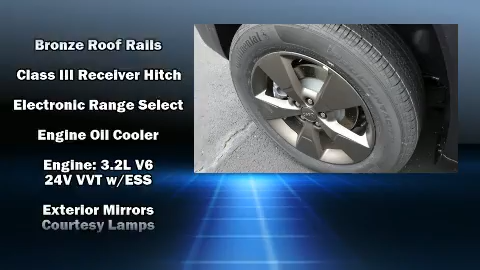 Bronze Roof Rails
Class III Receiver Hitch
Electronic Range Select
Engine Oil Cooler
Engine: 3.2L V6
24V VVT w/ESS
Exterior Mirrors
Courtesy Lamps